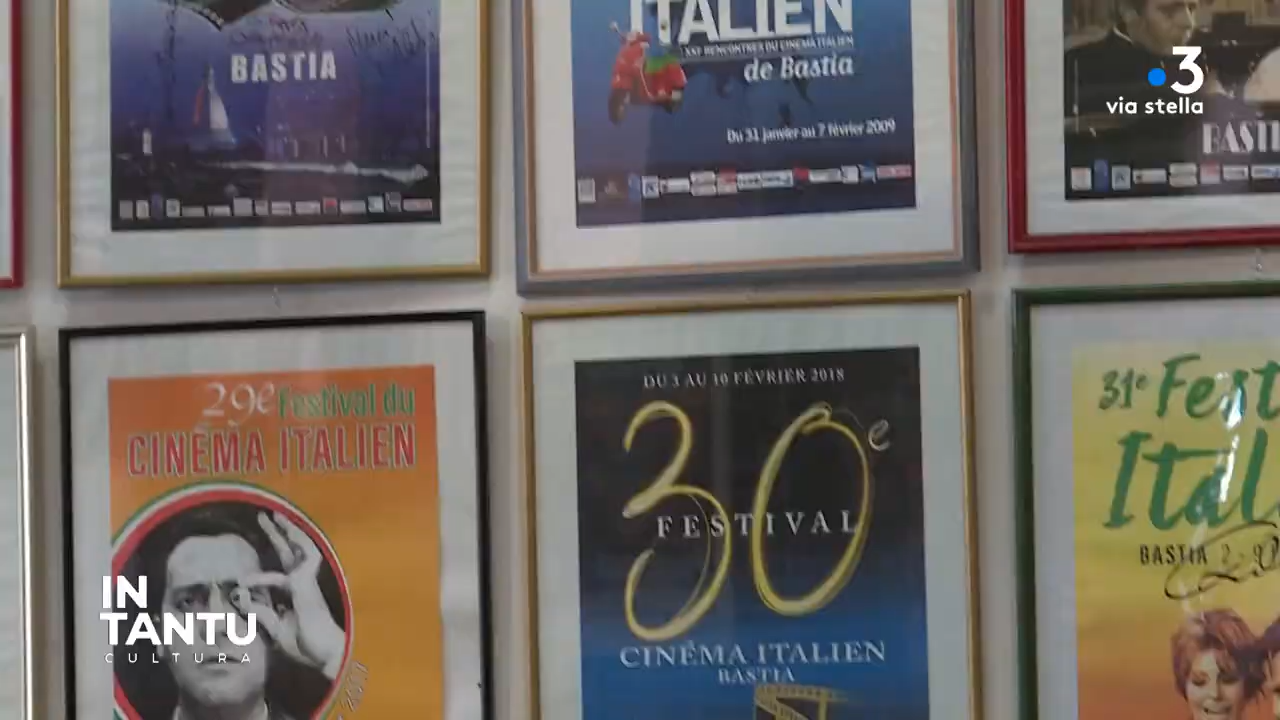 BASTIA
ITALIEN
XXIe RENCONTRES DU CINEMA ITALIEN
de Bastia
Du 31 janvier au 7 février 2009
3
via stella
29e Festival du
CINEMA ITALIEN
DU 3 AU 10 FÉVRIER 2018
30e
FESTIVAL
CINÉMA ITALIEN
BASTIA
31e Fest
Ital
BASTIA
IN
TANTU
CULTURA